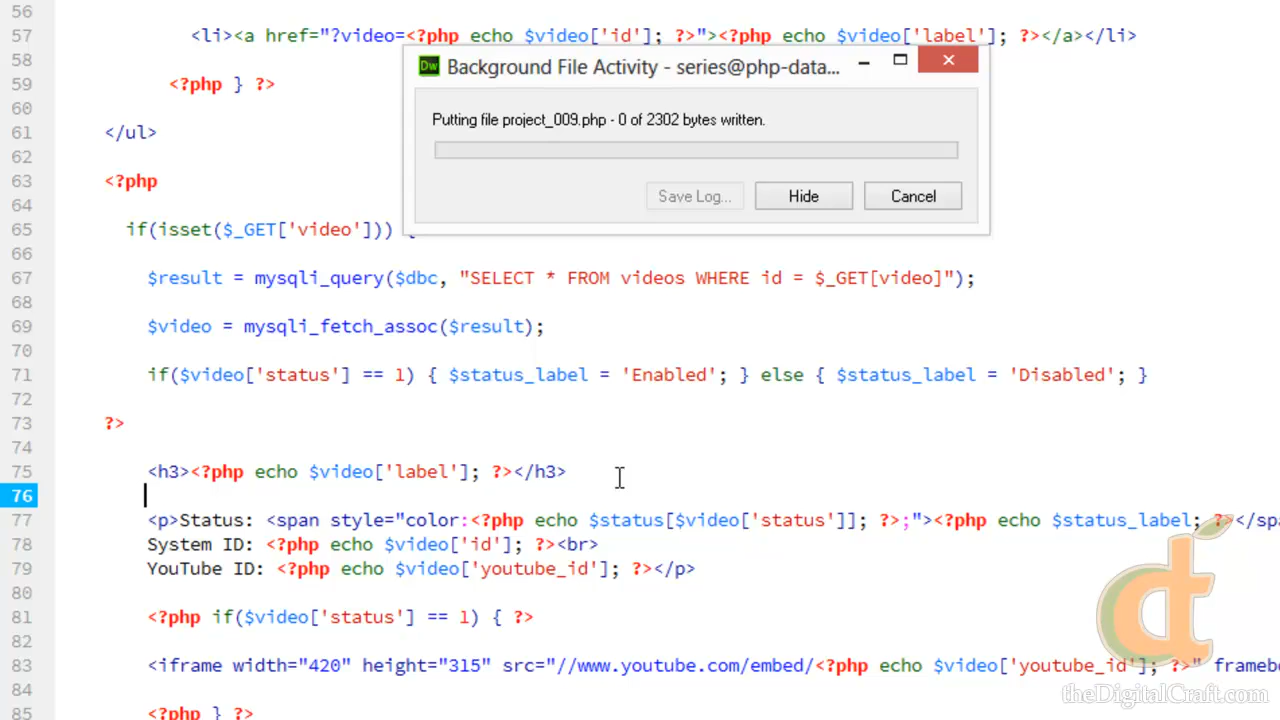 56
57 <li><a href="?video=<?php echo $video['id']; ?>"><?php echo $video['label']; ?></a></li>
58
59 <?php } ?>
60
61 </ul>
62
63 <?php
64
65 if(isset($_GET['video'])) {
66
67 $result = mysqli_query($dbc, "SELECT * FROM videos WHERE id = $_GET[video]");
68
69 $video = mysqli_fetch_assoc($result);
70
71 if($video['status'] == 1) { $status_label = 'Enabled'; } else { $status_label = 'Disabled'; }
72
73 ?>
74
75 <h3><?php echo $video['label']; ?></h3>
76
77 <p>Status: <span style="color:<?php echo $status[$video['status']]; ?>;"><?php echo $status_label; ?></spa
78 System ID: <?php echo $video['id']; ?><br>
79 YouTube ID: <?php echo $video['youtube_id']; ?></p>
80
81 <?php if($video['status'] == 1) { ?>
82
83 <iframe width="420" height="315" src="//www.youtube.com/embed/<?php echo $video['youtube_id']; ?>" framebo
84
85 <?php } ?>
Dw Background File Activity - series@php-data...
Putting file project_009.php - 0 of 2302 bytes written.
Save Log... Hide Cancel
theDigitalCraft.com